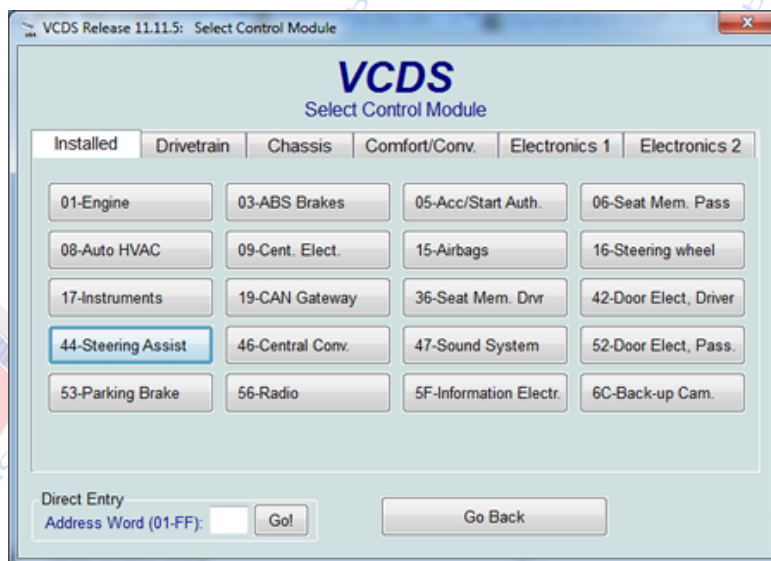 VCDS Release 11.11.5: Select Control Module
VCDS
Select Control Module
Installed Drivetrain Chassis Comfort/Conv. Electronics 1 Electronics 2
01-Engine 03-ABS Brakes 05-Acc/Start Auth. 06-Seat Mem. Pass
08-Auto HVAC 09-Cent. Elect. 15-Airbags 16-Steering wheel
17-Instruments 19-CAN Gateway 36-Seat Mem. Drvr 42-Door Elect, Driver
44-Steering Assist 46-Central Conv. 47-Sound System 52-Door Elect, Pass.
53-Parking Brake 56-Radio 5F-Information Electr. 6C-Back-up Cam.
Direct Entry
Address Word (01-FF): Go! Go Back